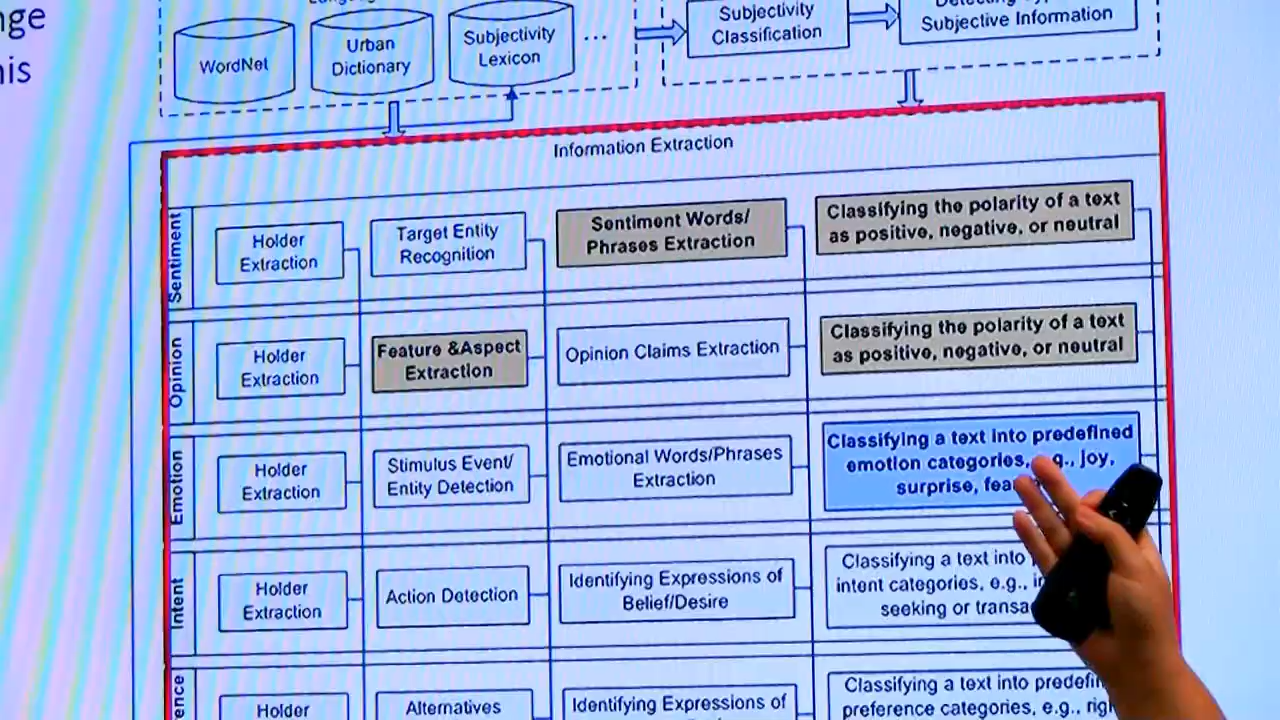 WordNet
Urban
Dictionary
Subjectivity
Lexicon
...
Subjectivity
Classification
Subjective Information
Information Extraction
Sentiment
Holder
Extraction
Target Entity
Recognition
Sentiment Words/
Phrases Extraction
Classifying the polarity of a text
as positive, negative, or neutral
Opinion
Holder
Extraction
Feature &Aspect
Extraction
Opinion Claims Extraction
Classifying the polarity of a text
as positive, negative, or neutral
Emotion
Holder
Extraction
Stimulus Event/
Entity Detection
Emotional Words/Phrases
Extraction
Classifying a text into predefined
emotion categories, joy,
surprise,
Intent
Holder
Extraction
Action Detection
Identifying Expressions of
Belief/Desire
Classifying a text into
intent categories, e.g.,
seeking or
Holder
Alternatives
Identifying Expressions of
Classifying a text into
preference categories, e.g.,